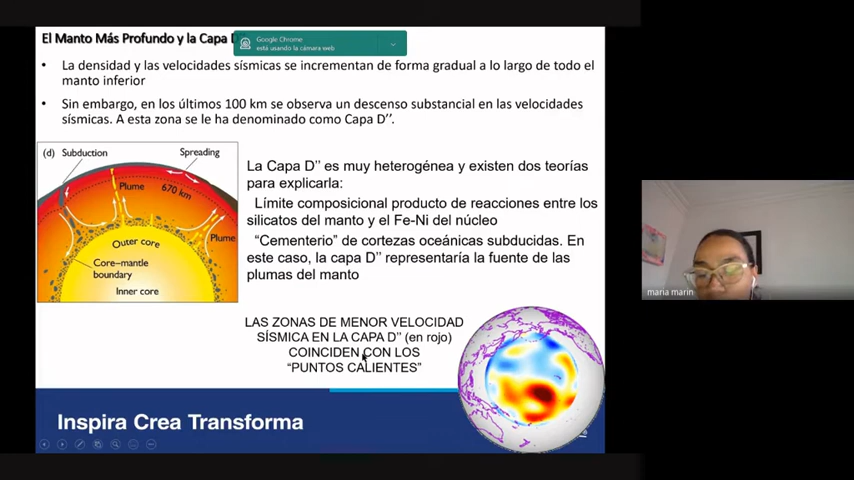 El Manto Más Profundo y la Capa D
Google Chrome
está usando la cámara web
• La densidad y las velocidades sísmicas se incrementan de forma gradual a lo largo de todo el
manto inferior
• Sin embargo, en los últimos 100 km se observa un descenso substancial en las velocidades
sísmicas. A esta zona se le ha denominado como Capa D’’.
(d) Subduction
Spreading
Plume
670 km
Plume
Outer core
Core–mantle
boundary
Inner core
La Capa D’’ es muy heterogénea y existen dos teorías
para explicarla:
Límite composicional producto de reacciones entre los
silicatos del manto y el Fe-Ni del núcleo
“Cementerio” de cortezas oceánicas subducidas. En
este caso, la capa D’’ representaría la fuente de las
plumas del manto
LAS ZONAS DE MENOR VELOCIDAD
SÍSMICA EN LA CAPA D’’ (en rojo)
COINCIDEN CON LOS
“PUNTOS CALIENTES”
Inspira Crea Transforma
maria marin